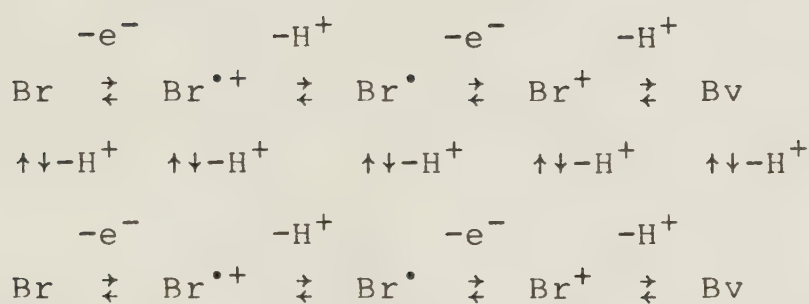 −e⁻ −H⁺ −e⁻ −H⁺
Br ⇄ Br•⁺ ⇄ Br• ⇄ Br⁺ ⇄ Bv
↑↓−H⁺ ↑↓−H⁺ ↑↓−H⁺ ↑↓−H⁺ ↑↓−H⁺
−e⁻ −H⁺ −e⁻ −H⁺
Br ⇄ Br•⁺ ⇄ Br• ⇄ Br⁺ ⇄ Bv